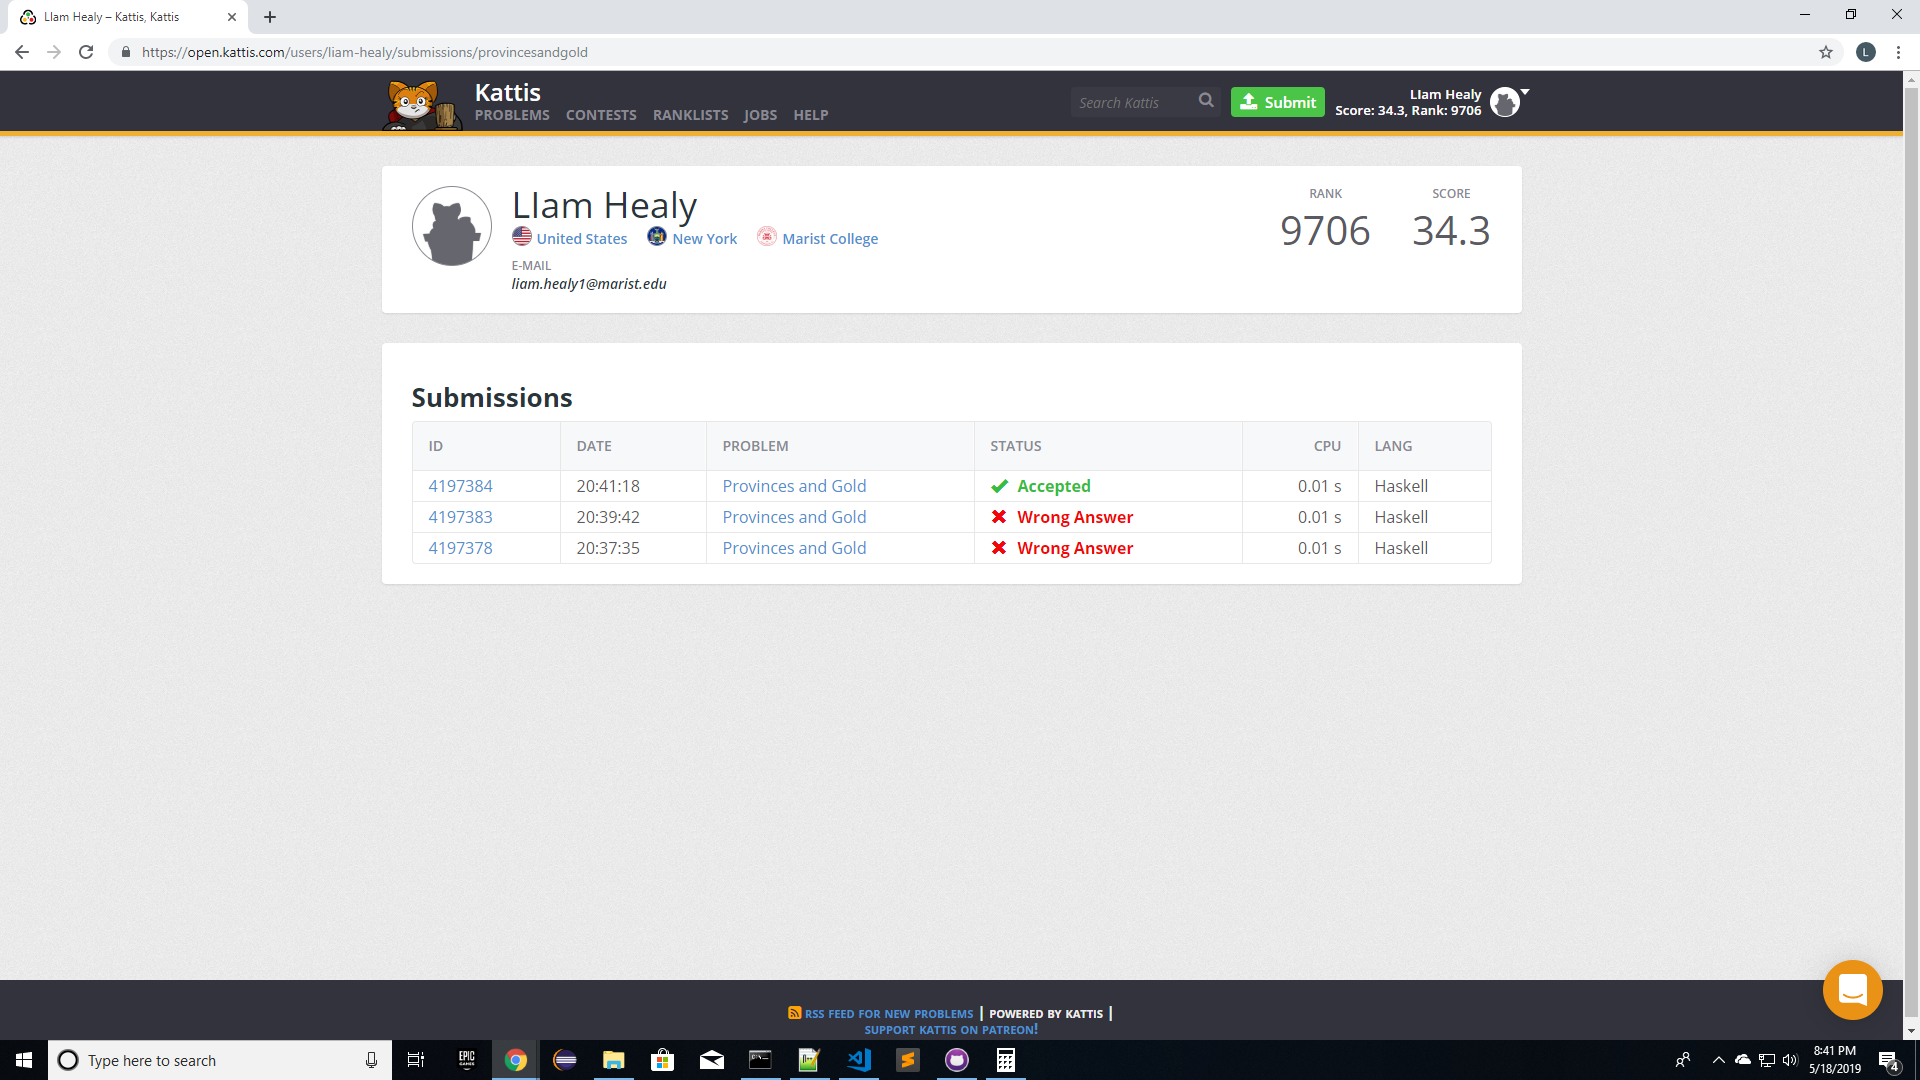 LIam Healy – Kattis, Kattis
https://open.kattis.com/users/liam-healy/submissions/provincesandgold
L
Kattis
PROBLEMS CONTESTS RANKLISTS JOBS HELP
Search Kattis
Submit
LIam Healy
Score: 34.3, Rank: 9706
LIam Healy
United States New York Marist College
E-MAIL
liam.healy1@marist.edu
RANK SCORE
9706 34.3
Submissions
ID DATE PROBLEM STATUS CPU LANG
4197384 20:41:18 Provinces and Gold Accepted 0.01 s Haskell
4197383 20:39:42 Provinces and Gold Wrong Answer 0.01 s Haskell
4197378 20:37:35 Provinces and Gold Wrong Answer 0.01 s Haskell
RSS FEED FOR NEW PROBLEMS | POWERED BY KATTIS |
SUPPORT KATTIS ON PATREON!
Type here to search
EPIC
GAMES
8:41 PM
5/18/2019
4